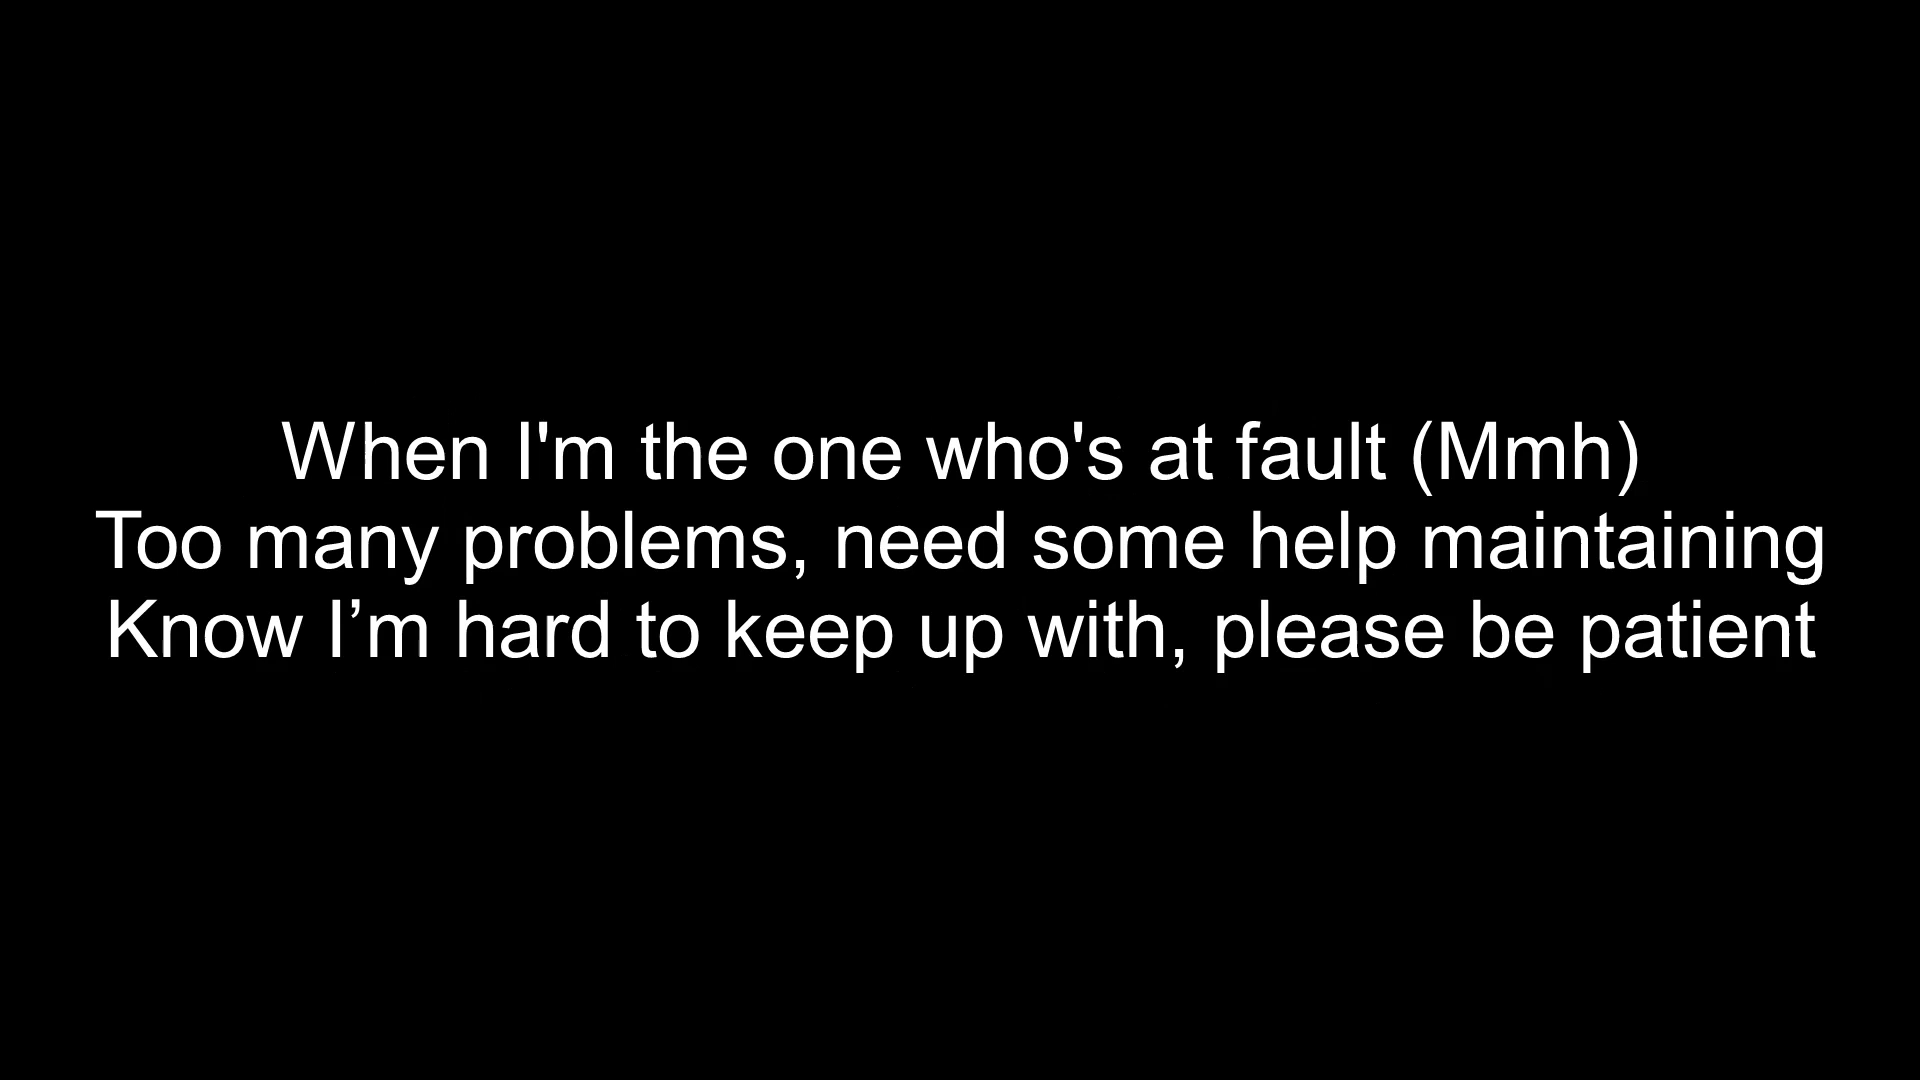 When I'm the one who's at fault (Mmh)
Too many problems, need some help maintaining
Know I’m hard to keep up with, please be patient